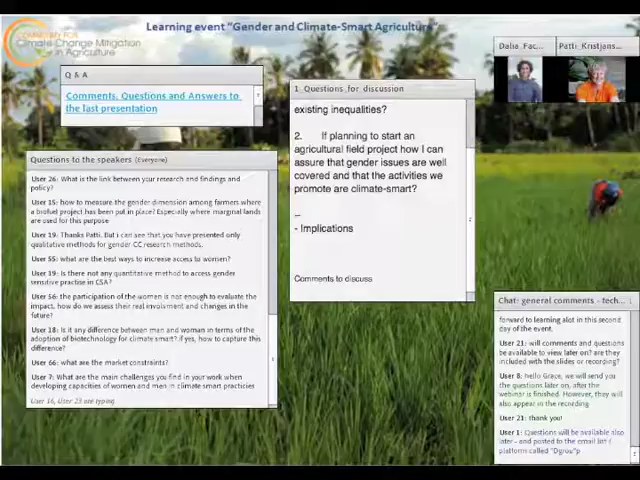 Learning event "Gender and Climate-Smart Agriculture"
Climate Change Mitigation
in Agriculture
Dalia_Fac...
Patti_Kristjans...
Q & A
Comments, Questions and Answers to
the last presentation
1_Questions_for_discussion
existing inequalities?
2. If planning to start an
agricultural field project how I can
assure that gender issues are well
covered and that the activities we
promote are climate-smart?
- Implications
Comments to discuss
Questions to the speakers (Everyone)
User 26: What is the link between your research and findings and
policy?
User 15: how to measure the gender dimension among farmers where
a biofuel project has been put in place? Especially where marginal lands
are used for this purpose
User 19: Thanks Patti. But i can see that you have presented only
qualitative methods for gender-CC research methods.
User 55: what are the best ways to increase access to women?
User 19: Is there not any quantitative method to access gender
sensitive practise in CSA?
User 56: the participation of the women is not enough to evaluate the
impact, how do we assess their real involment and changes in the
future?
User 18: Is it any difference between men and woman in terms of the
adoption of biotechnology for climate smart? if yes, how to capture this
difference?
User 66: what are the market constraints?
User 7: What are the main challenges you find in your work when
developing capacities of women and men in climate smart practicies
User 16, User 23 are typing
Chat: general comments - tech...
forward to learning alot in this second
day of the event.
User 21: will comments and questions
be available to view later on? are they
included with the slides or recording?
User 8: hello Grace, we will send you
the questions later on, after the
webinar is finished. However, they will
also appear in the recording
User 21: thank you!
User 1: Questions will be available also
later - and posted to the email list (
platform called "Dgrou"p